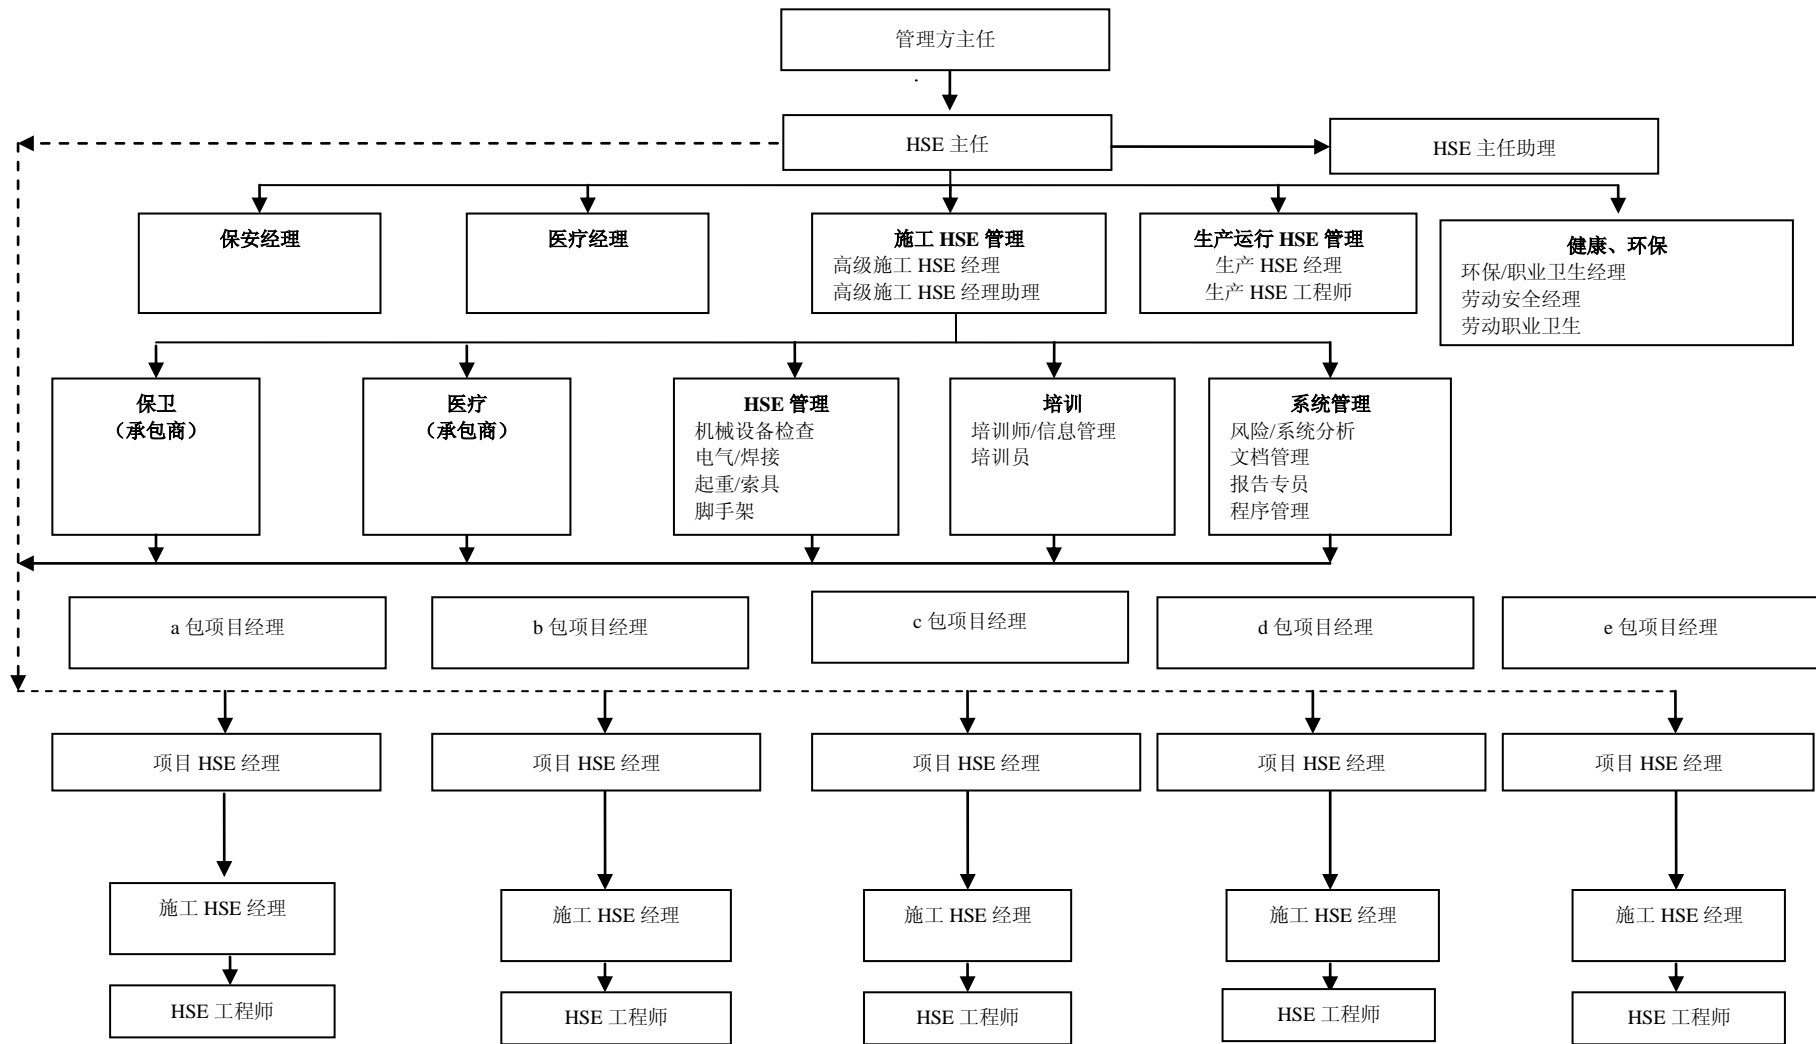 管理方主任
HSE 主任
HSE 主任助理
保安经理
医疗经理
施工 HSE 管理
高级施工 HSE 经理
高级施工 HSE 经理助理
生产运行 HSE 管理
生产 HSE 经理
生产 HSE 工程师
健康、环保
环保/职业卫生经理
劳动安全经理
劳动职业卫生
保卫
（承包商）
医疗
（承包商）
HSE 管理
机械设备检查
电气/焊接
起重/索具
脚手架
培训
培训师/信息管理
培训员
系统管理
风险/系统分析
文档管理
报告专员
程序管理
a 包项目经理
b 包项目经理
c 包项目经理
d 包项目经理
e 包项目经理
项目 HSE 经理
项目 HSE 经理
项目 HSE 经理
项目 HSE 经理
项目 HSE 经理
施工 HSE 经理
施工 HSE 经理
施工 HSE 经理
施工 HSE 经理
施工 HSE 经理
HSE 工程师
HSE 工程师
HSE 工程师
HSE 工程师
HSE 工程师